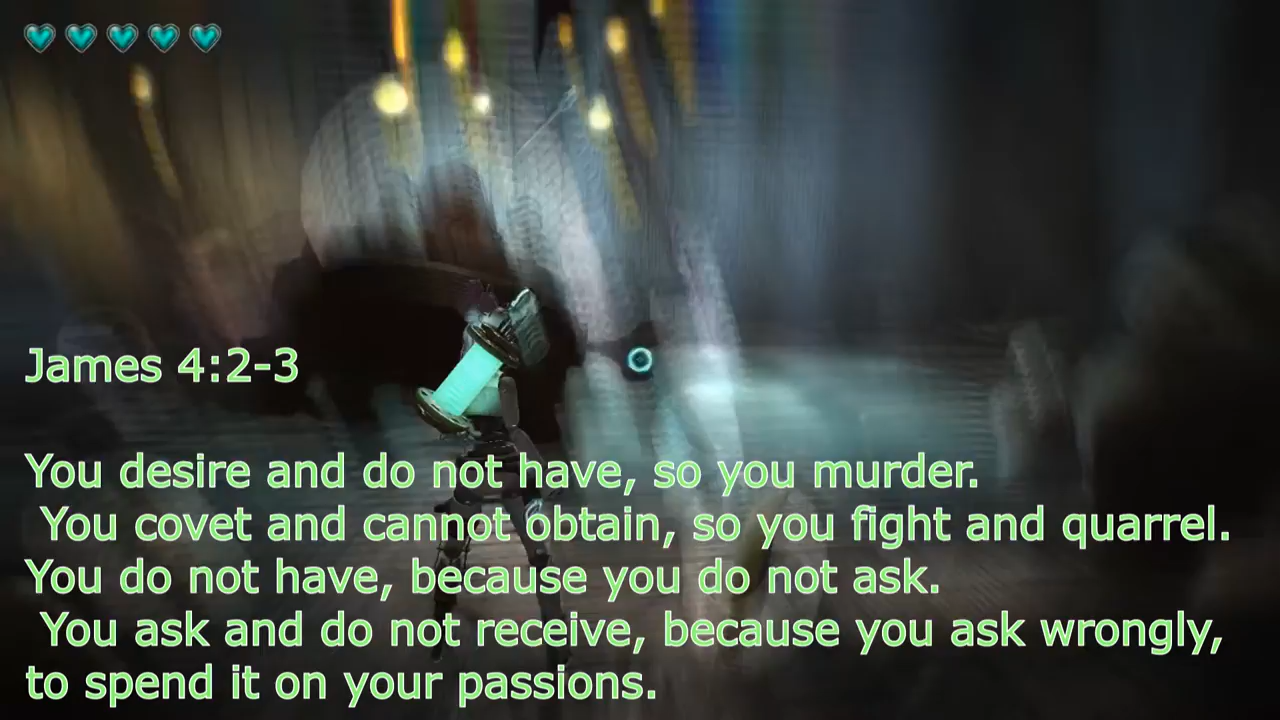 James 4:2-3
You desire and do not have, so you murder.
You covet and cannot obtain, so you fight and quarrel.
You do not have, because you do not ask.
You ask and do not receive, because you ask wrongly,
to spend it on your passions.